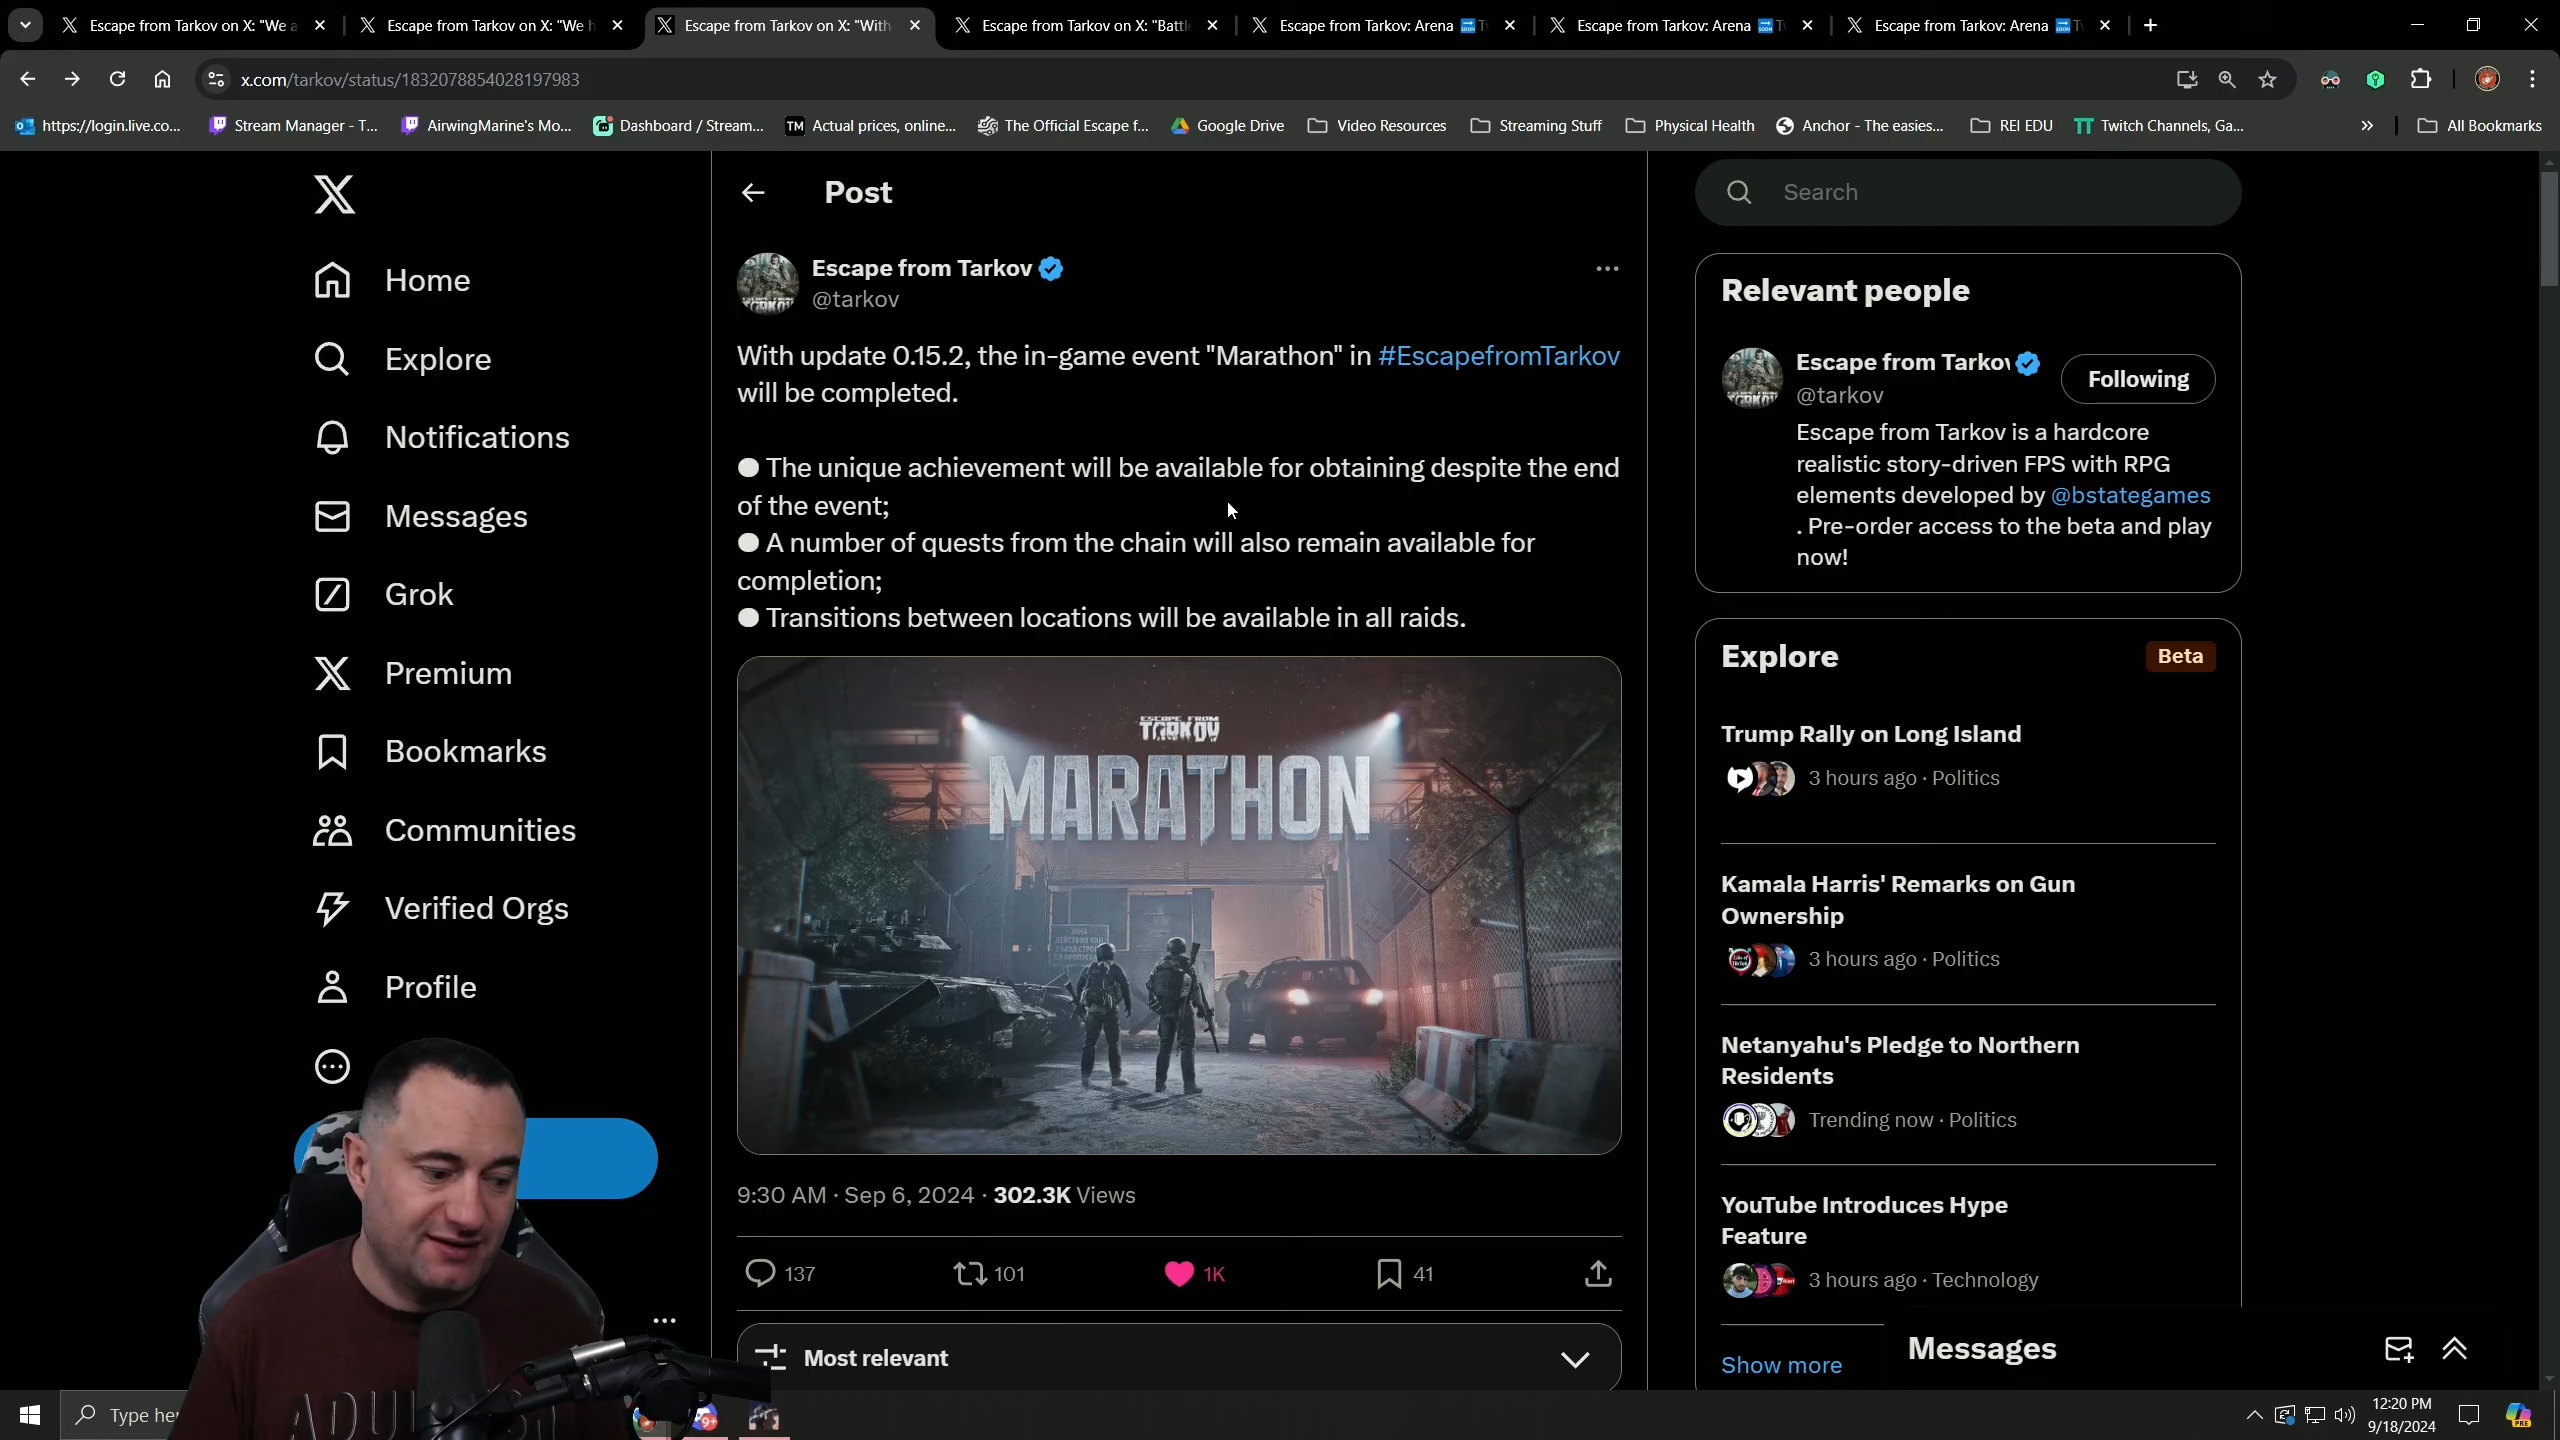 Escape from Tarkov on X: "We a
Escape from Tarkov on X: "We h
Escape from Tarkov on X: "With
Escape from Tarkov on X: "Battl
Escape from Tarkov: Arena
Escape from Tarkov: Arena
Escape from Tarkov: Arena
x.com/tarkov/status/1832078854028197983
https://login.live.co...
Stream Manager - T...
AirwingMarine's Mo...
Dashboard / Stream...
TM
Actual prices, online...
The Official Escape f...
Google Drive
Video Resources
Streaming Stuff
Physical Health
Anchor - The easies...
REI EDU
TT
Twitch Channels, Ga...
All Bookmarks
Home
Explore
Notifications
Messages
Grok
Premium
Bookmarks
Communities
Verified Orgs
Profile
Post
Escape from Tarkov
@tarkov
With update 0.15.2, the in-game event "Marathon" in #EscapefromTarkov
will be completed.
● The unique achievement will be available for obtaining despite the end
of the event;
● A number of quests from the chain will also remain available for
completion;
● Transitions between locations will be available in all raids.
ESCAPE FROM
TARKOV
MARATHON
9:30 AM · Sep 6, 2024 · 302.3K Views
137
101
1K
41
Most relevant
Search
Relevant people
Escape from Tarkov
@tarkov
Following
Escape from Tarkov is a hardcore
realistic story-driven FPS with RPG
elements developed by @bstategames
. Pre-order access to the beta and play
now!
Explore
Beta
Trump Rally on Long Island
3 hours ago · Politics
Kamala Harris' Remarks on Gun
Ownership
3 hours ago · Politics
Netanyahu's Pledge to Northern
Residents
Trending now · Politics
YouTube Introduces Hype
Feature
3 hours ago · Technology
Show more
Messages
Type her
9+
12:20 PM
9/18/2024
PRE